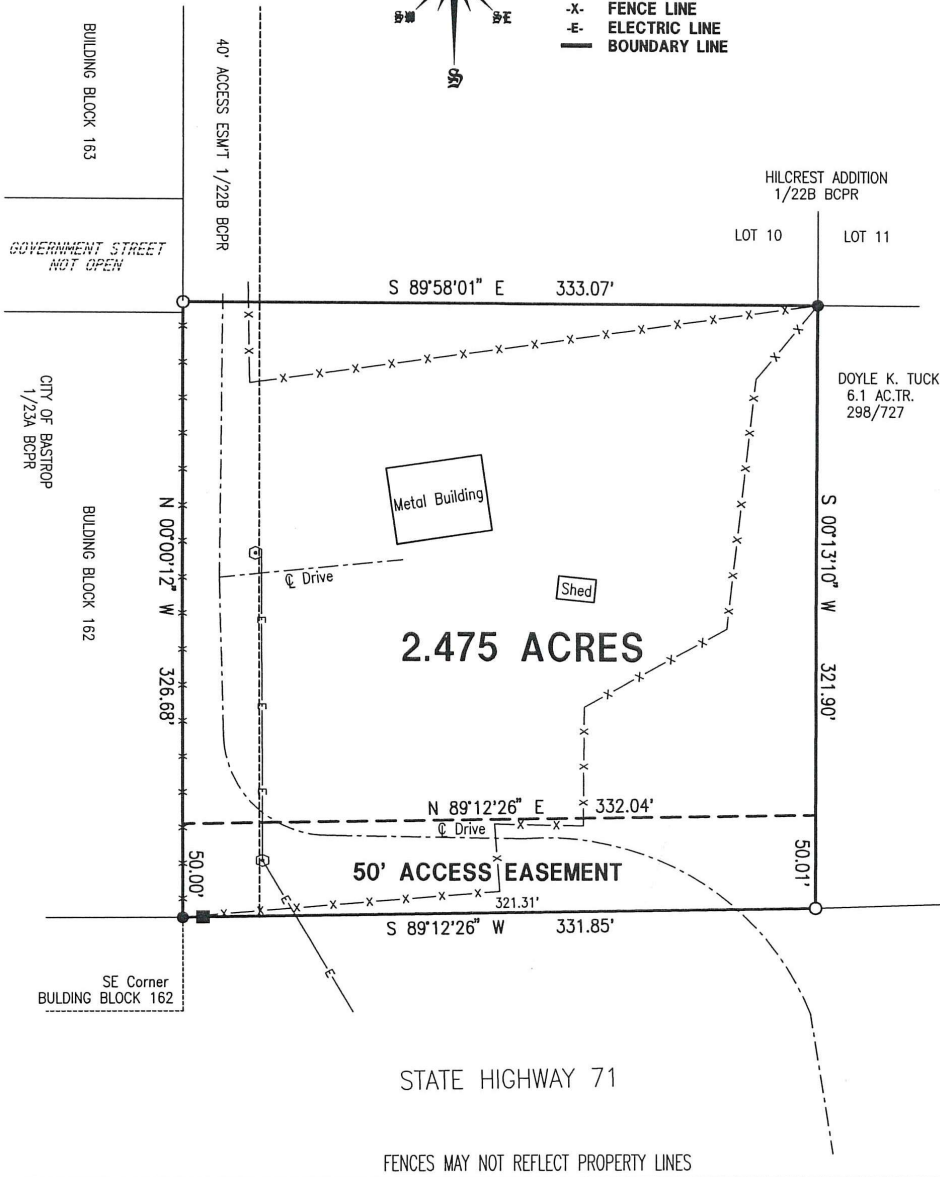 SW
SE
S
-X- FENCE LINE
-E- ELECTRIC LINE
BOUNDARY LINE
BUILDING BLOCK 163
40' ACCESS ESM'T 1/22B BCPR
HILCREST ADDITION
1/22B BCPR
LOT 10
LOT 11
GOVERNMENT STREET
NOT OPEN
S 89°58'01" E 333.07'
CITY OF BASTROP
1/23A BCPR
BULDING BLOCK 162
DOYLE K. TUCK
6.1 AC.TR.
298/727
N 00°00'12" W 326.68'
S 00°13'10" W 321.90'
Metal Building
℄ Drive
Shed
2.475 ACRES
N 89°12'26" E 332.04'
℄ Drive
50.00'
50' ACCESS EASEMENT
50.01'
321.31'
S 89°12'26" W 331.85'
SE Corner
BULDING BLOCK 162
STATE HIGHWAY 71
FENCES MAY NOT REFLECT PROPERTY LINES